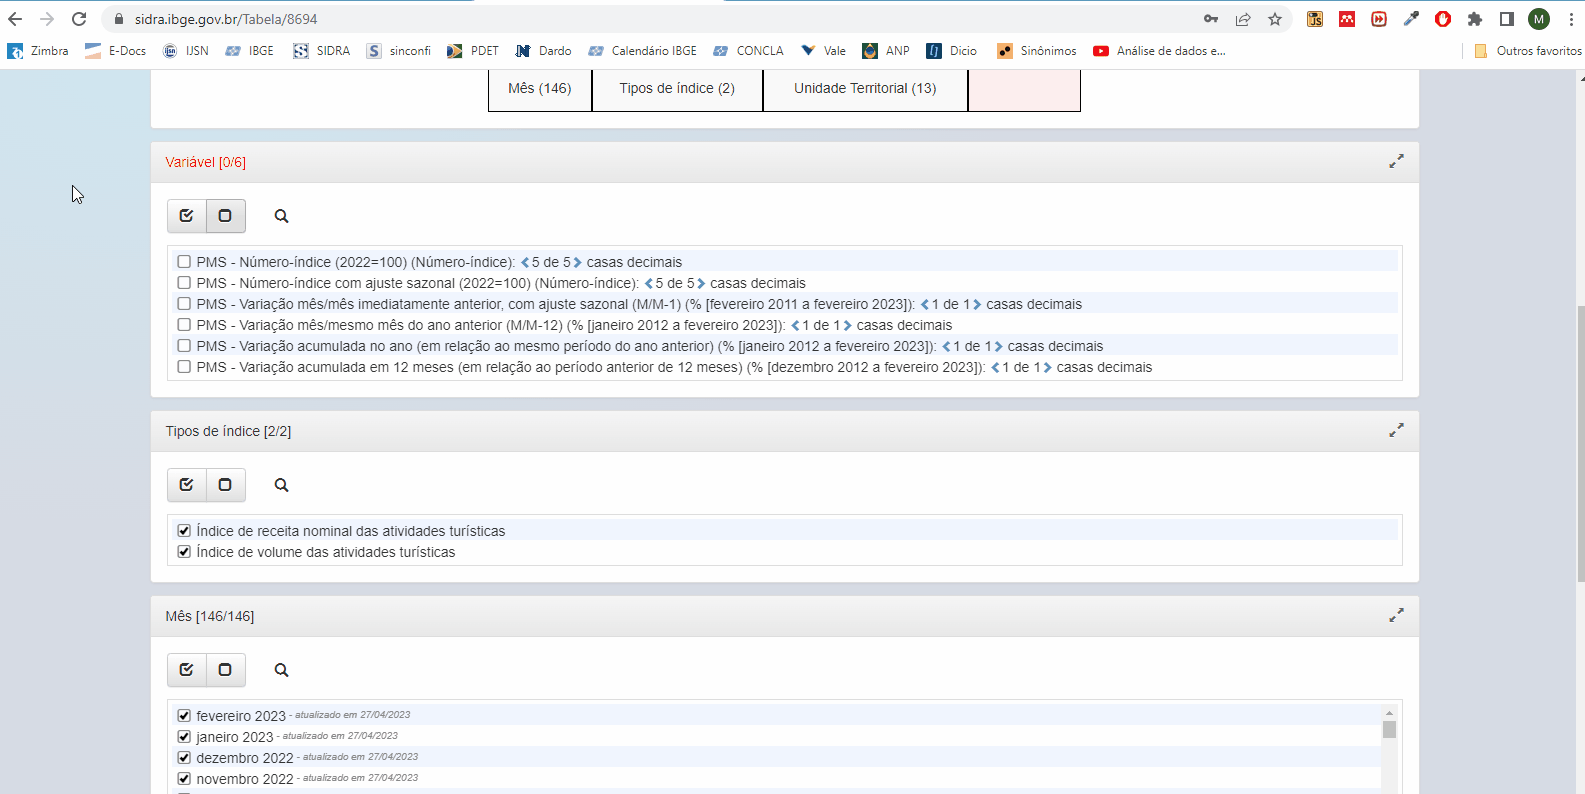 sidra.ibge.gov.br/Tabela/8694
JS
M
Zimbra E-Docs IJSN IBGE SIDRA sinconfi PDET Dardo Calendário IBGE CONCLA Vale ANP Dicio Sinônimos Análise de dados e... Outros favoritos
Mês (146) Tipos de índice (2) Unidade Territorial (13)
Variável [0/6]
PMS - Número-índice (2022=100) (Número-índice): 5 de 5 casas decimais
PMS - Número-índice com ajuste sazonal (2022=100) (Número-índice): 5 de 5 casas decimais
PMS - Variação mês/mês imediatamente anterior, com ajuste sazonal (M/M-1) (% [fevereiro 2011 a fevereiro 2023]): 1 de 1 casas decimais
PMS - Variação mês/mesmo mês do ano anterior (M/M-12) (% [janeiro 2012 a fevereiro 2023]): 1 de 1 casas decimais
PMS - Variação acumulada no ano (em relação ao mesmo período do ano anterior) (% [janeiro 2012 a fevereiro 2023]): 1 de 1 casas decimais
PMS - Variação acumulada em 12 meses (em relação ao período anterior de 12 meses) (% [dezembro 2012 a fevereiro 2023]): 1 de 1 casas decimais
Tipos de índice [2/2]
Índice de receita nominal das atividades turísticas
Índice de volume das atividades turísticas
Mês [146/146]
fevereiro 2023 - atualizado em 27/04/2023
janeiro 2023 - atualizado em 27/04/2023
dezembro 2022 - atualizado em 27/04/2023
novembro 2022 - atualizado em 27/04/2023